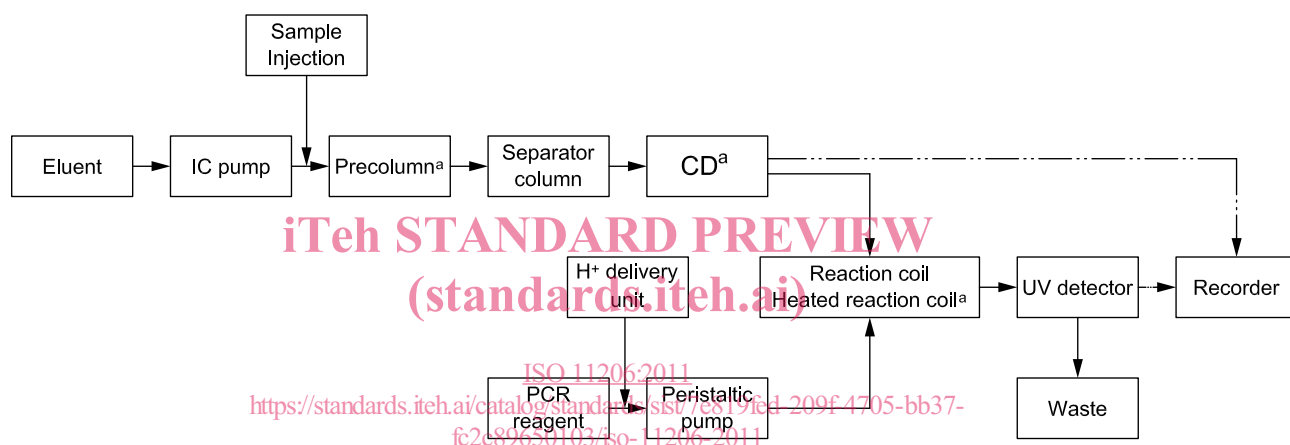 Sample
Injection
Eluent
IC pump
Precolumnᵃ
Separator
column
CDᵃ
iTeh STANDARD PREVIEW
(standards.iteh.ai)
H⁺ delivery
unit
Reaction coil
Heated reaction coilᵃ
UV detector
Recorder
ISO 11206:2011
https://standards.iteh.ai/catalog/standards/sist/7e819fed-209f-4705-bb37-
fc2c89650103/iso-11206-2011
PCR
reagent
Peristaltic
pump
Waste